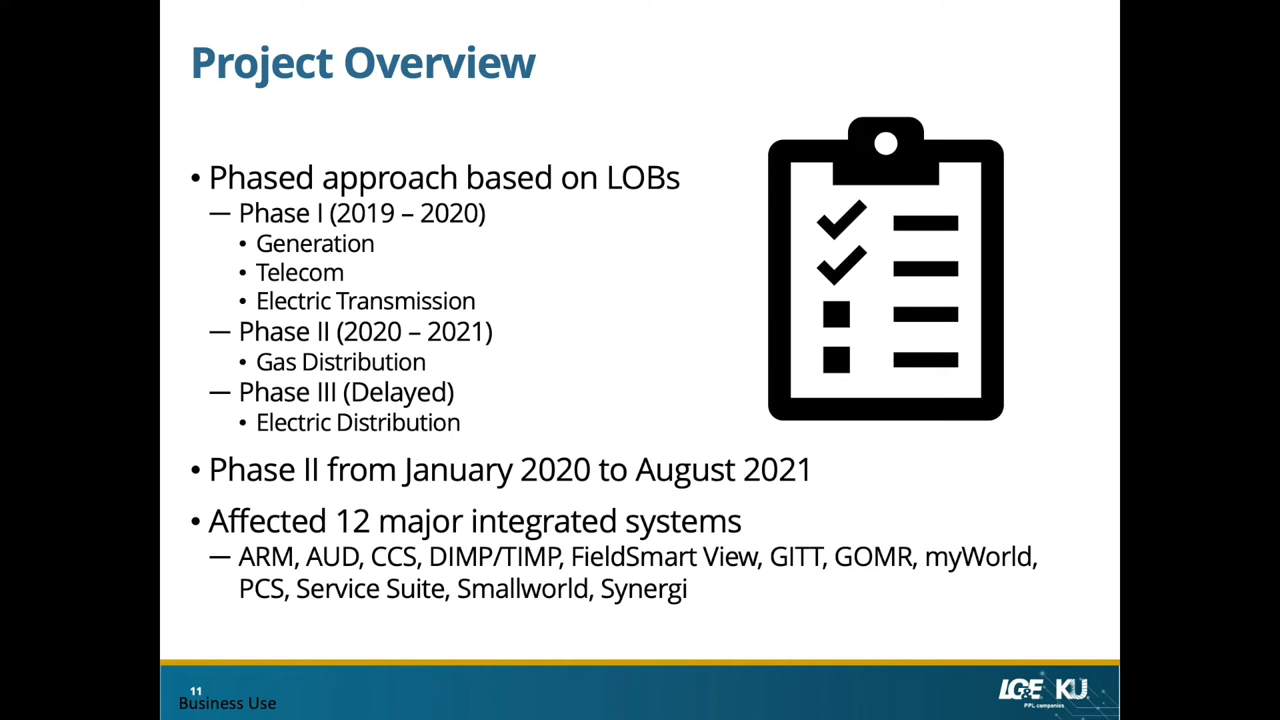 Project Overview
• Phased approach based on LOBs
— Phase I (2019 – 2020)
• Generation
• Telecom
• Electric Transmission
— Phase II (2020 – 2021)
• Gas Distribution
— Phase III (Delayed)
• Electric Distribution
• Phase II from January 2020 to August 2021
• Affected 12 major integrated systems
— ARM, AUD, CCS, DIMP/TIMP, FieldSmart View, GITT, GOMR, myWorld,
PCS, Service Suite, Smallworld, Synergi
11
Business Use
LG&E KU
PPL companies